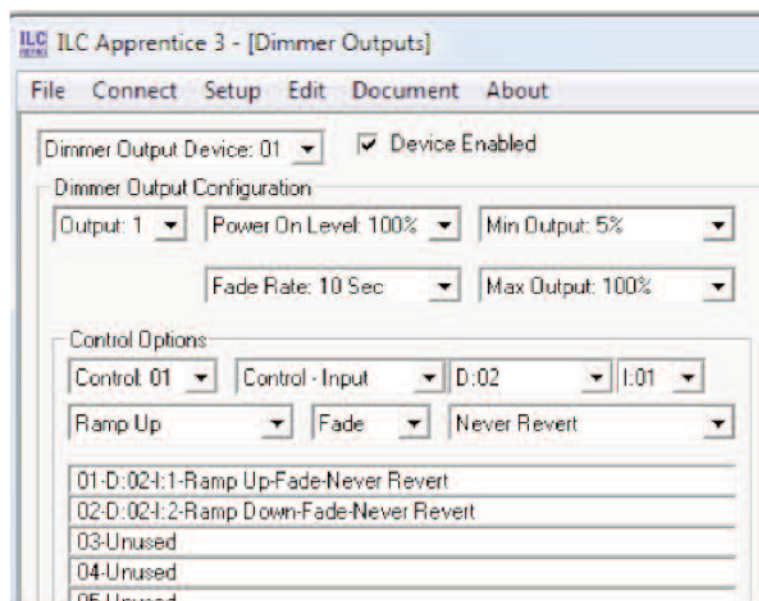 ILC ILC Apprentice 3 - [Dimmer Outputs]
File Connect Setup Edit Document About
Dimmer Output Device: 01 Device Enabled
Dimmer Output Configuration
Output: 1 Power On Level: 100% Min Output: 5%
Fade Rate: 10 Sec Max Output: 100%
Control Options
Control: 01 Control - Input D:02 I:01
Ramp Up Fade Never Revert
01-D:02-I:1-Ramp Up-Fade-Never Revert
02-D:02-I:2-Ramp Down-Fade-Never Revert
03-Unused
04-Unused
05-Unused